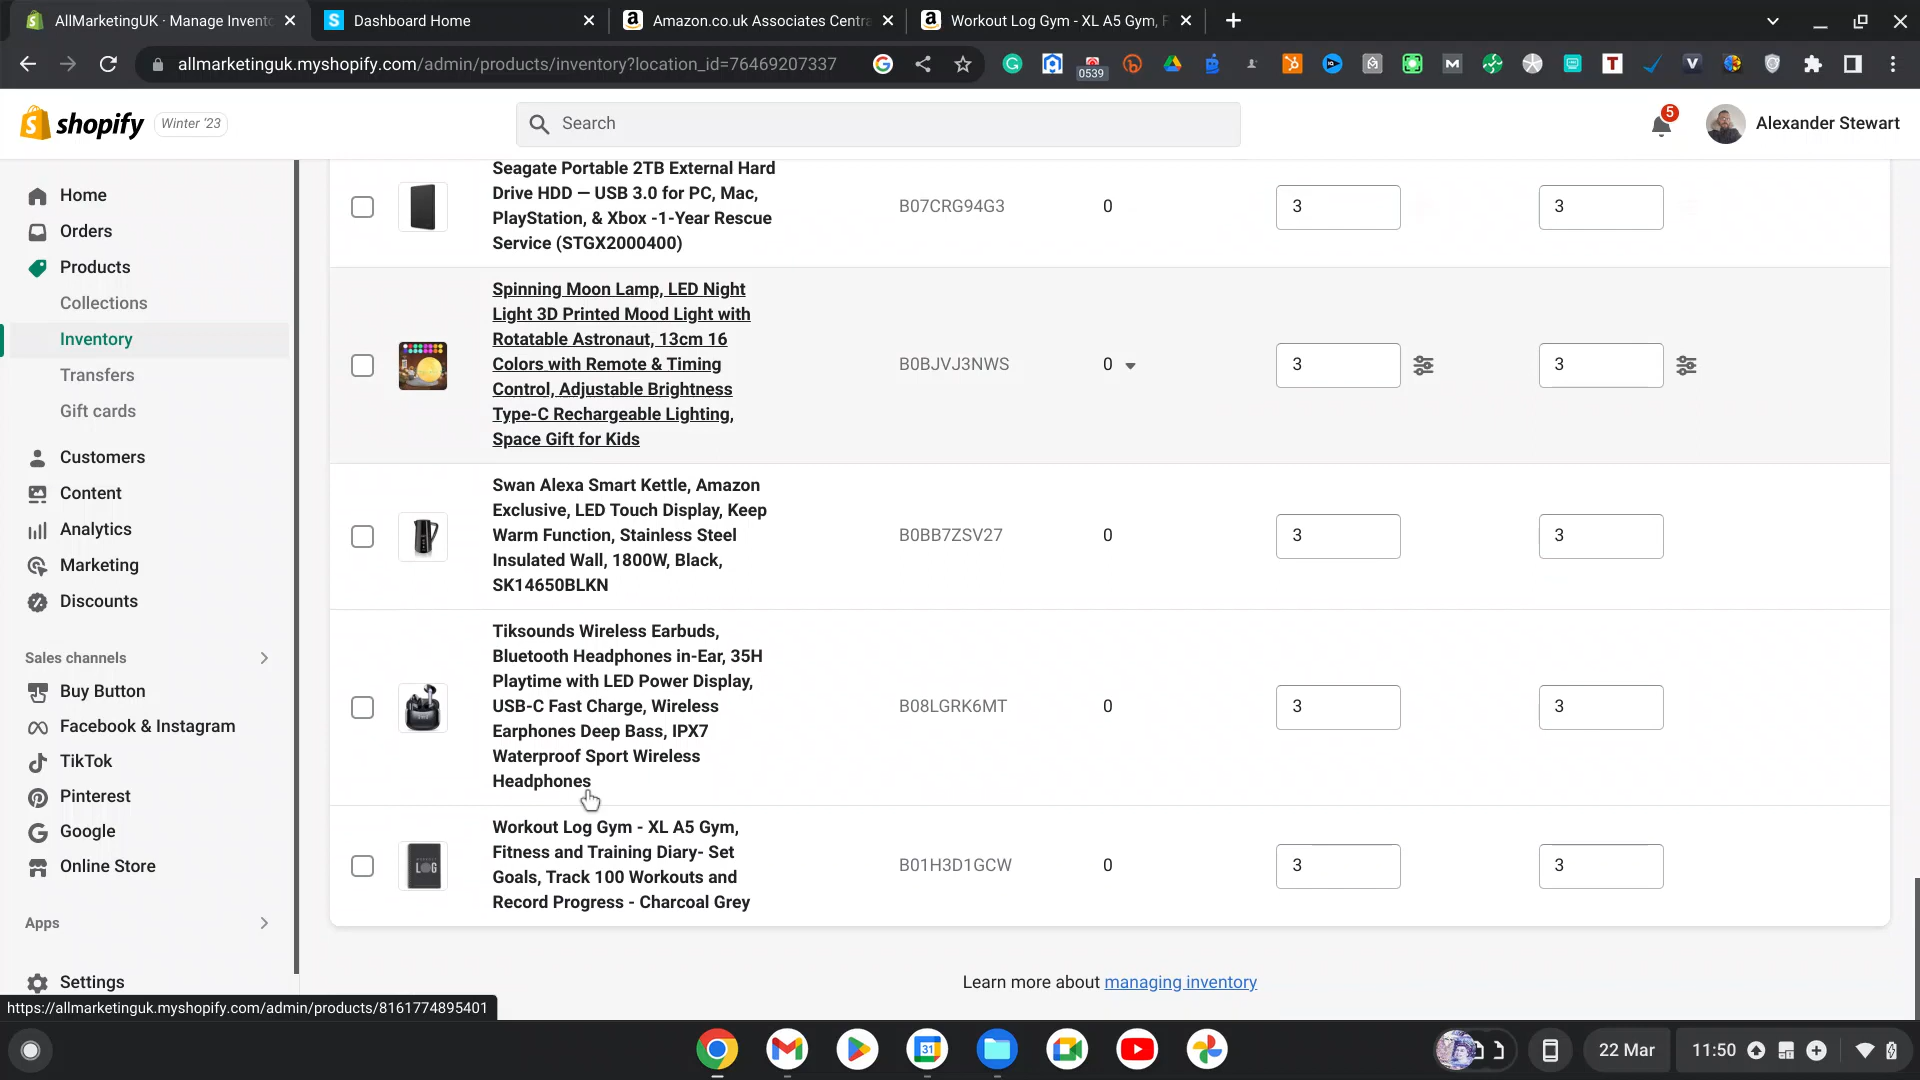 AllMarketingUK · Manage Invento
Dashboard Home
Amazon.co.uk Associates Centra
Workout Log Gym - XL A5 Gym, F
allmarketinguk.myshopify.com/admin/products/inventory?location_id=76469207337
0539
shopify
Winter '23
Search
5
Alexander Stewart
Home
Orders
Products
Collections
Inventory
Transfers
Gift cards
Customers
Content
Analytics
Marketing
Discounts
Sales channels
Buy Button
Facebook & Instagram
TikTok
Pinterest
Google
Online Store
Apps
Settings
Seagate Portable 2TB External Hard
Drive HDD — USB 3.0 for PC, Mac,
PlayStation, & Xbox -1-Year Rescue
Service (STGX2000400)
B07CRG94G3
0
3
3
Spinning Moon Lamp, LED Night
Light 3D Printed Mood Light with
Rotatable Astronaut, 13cm 16
Colors with Remote & Timing
Control, Adjustable Brightness
Type-C Rechargeable Lighting,
Space Gift for Kids
B0BJVJ3NWS
0
3
3
Swan Alexa Smart Kettle, Amazon
Exclusive, LED Touch Display, Keep
Warm Function, Stainless Steel
Insulated Wall, 1800W, Black,
SK14650BLKN
B0BB7ZSV27
0
3
3
Tiksounds Wireless Earbuds,
Bluetooth Headphones in-Ear, 35H
Playtime with LED Power Display,
USB-C Fast Charge, Wireless
Earphones Deep Bass, IPX7
Waterproof Sport Wireless
Headphones
B08LGRK6MT
0
3
3
LOG
Workout Log Gym - XL A5 Gym,
Fitness and Training Diary- Set
Goals, Track 100 Workouts and
Record Progress - Charcoal Grey
B01H3D1GCW
0
3
3
Learn more about managing inventory
https://allmarketinguk.myshopify.com/admin/products/8161774895401
31
22 Mar
11:50